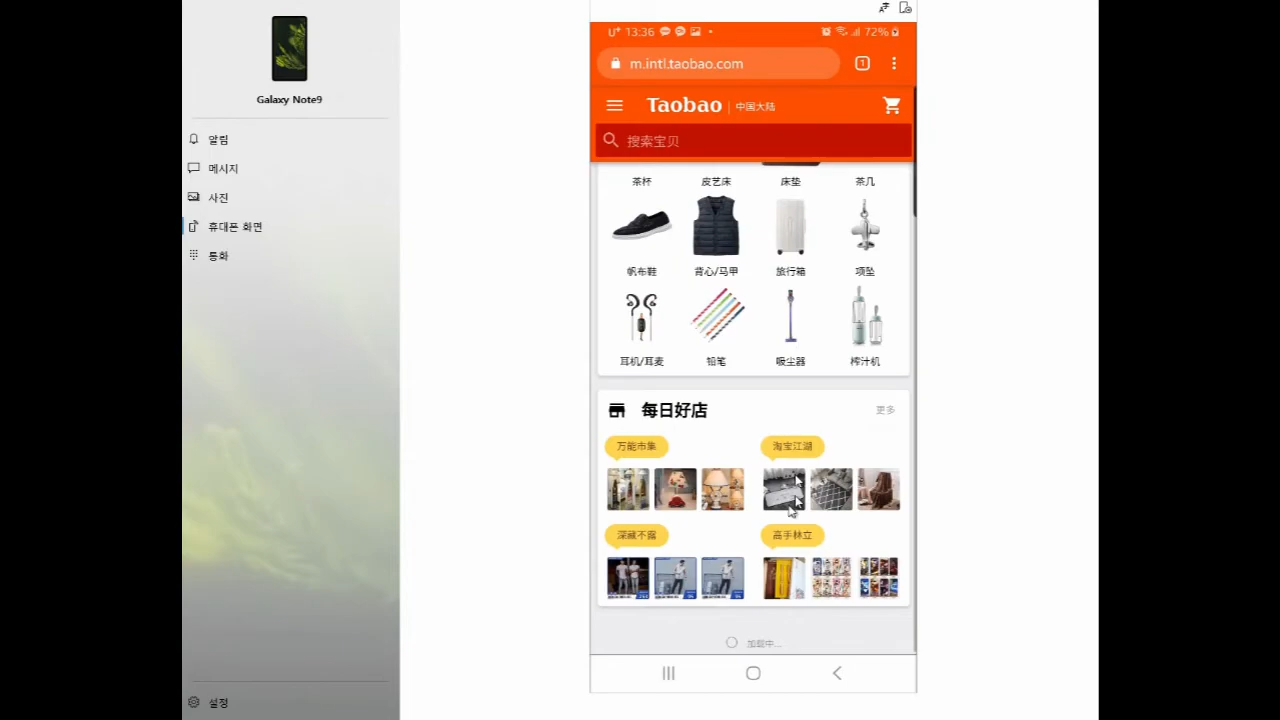 Galaxy Note9
알림
메시지
사진
휴대폰 화면
통화
설정
U+ 13:36
72%
m.intl.taobao.com
1
Taobao 中国大陆
搜索宝贝
茶杯 皮艺床 床垫 茶几
帆布鞋 背心/马甲 旅行箱 项坠
耳机/耳麦 铅笔 吸尘器 榨汁机
每日好店 更多
万能市集 淘宝江湖
深藏不露 高手林立
加载中...